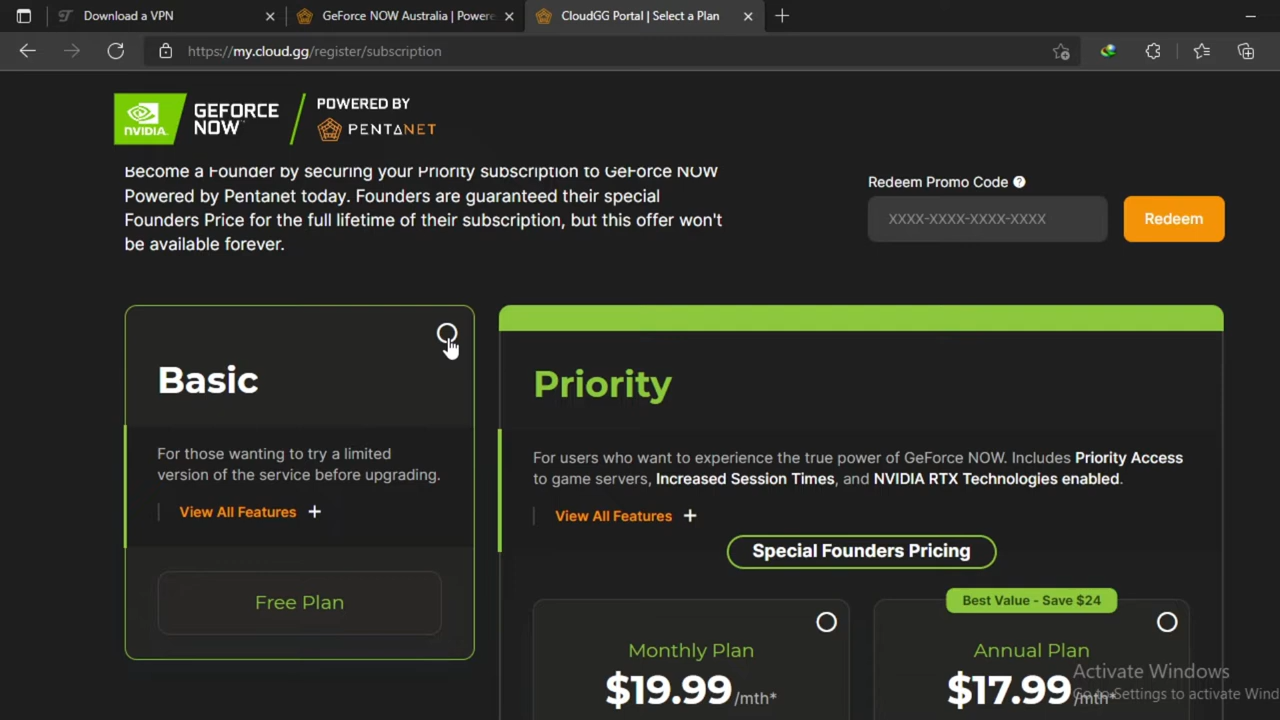 Download a VPN
GeForce NOW Australia | Powere
CloudGG Portal | Select a Plan
https://my.cloud.gg/register/subscription
NVIDIA.
GEFORCE
NOW
POWERED BY
PENTANET
Become a Founder by securing your Priority subscription to GeForce NOW
Powered by Pentanet today. Founders are guaranteed their special
Founders Price for the full lifetime of their subscription, but this offer won't
be available forever.
Redeem Promo Code ?
XXXX-XXXX-XXXX-XXXX
Redeem
Basic
For those wanting to try a limited
version of the service before upgrading.
View All Features +
Free Plan
Priority
For users who want to experience the true power of GeForce NOW. Includes Priority Access
to game servers, Increased Session Times, and NVIDIA RTX Technologies enabled.
View All Features +
Special Founders Pricing
Monthly Plan
$19.99/mth*
Best Value - Save $24
Annual Plan
$17.99/mth*
Activate Windows
Go to Settings to activate Wind